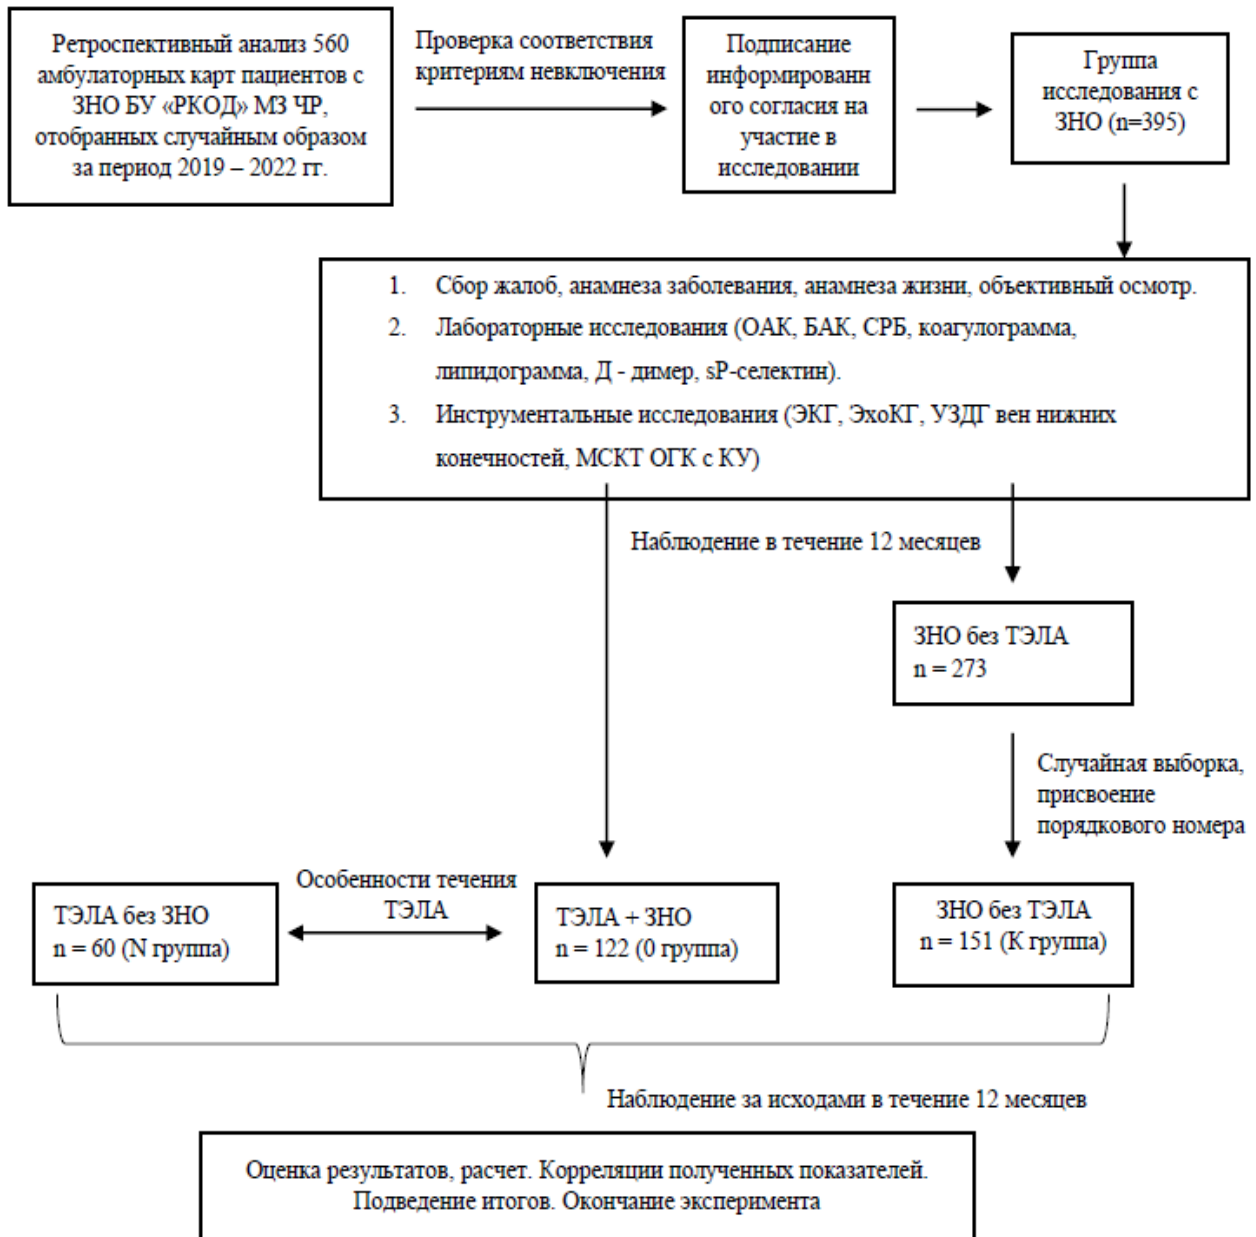 Ретроспективный анализ 560
амбулаторных карт пациентов с
ЗНО БУ «РКОД» МЗ ЧР,
отобранных случайным образом
за период 2019 – 2022 гг.
Проверка соответствия
критериям невключения
Подписание
информированн
ого согласия на
участие в
исследовании
Группа
исследования с
ЗНО (n=395)
1. Сбор жалоб, анамнеза заболевания, анамнеза жизни, объективный осмотр.
2. Лабораторные исследования (ОАК, БАК, СРБ, коагулограмма,
липидограмма, Д - димер, sP-селектин).
3. Инструментальные исследования (ЭКГ, ЭхоКГ, УЗДГ вен нижних
конечностей, МСКТ ОГК с КУ)
Наблюдение в течение 12 месяцев
ЗНО без ТЭЛА
n = 273
Случайная выборка,
присвоение
порядкового номера
ТЭЛА без ЗНО
n = 60 (N группа)
Особенности течения
ТЭЛА
ТЭЛА + ЗНО
n = 122 (0 группа)
ЗНО без ТЭЛА
n = 151 (К группа)
Наблюдение за исходами в течение 12 месяцев
Оценка результатов, расчет. Корреляции полученных показателей.
Подведение итогов. Окончание эксперимента